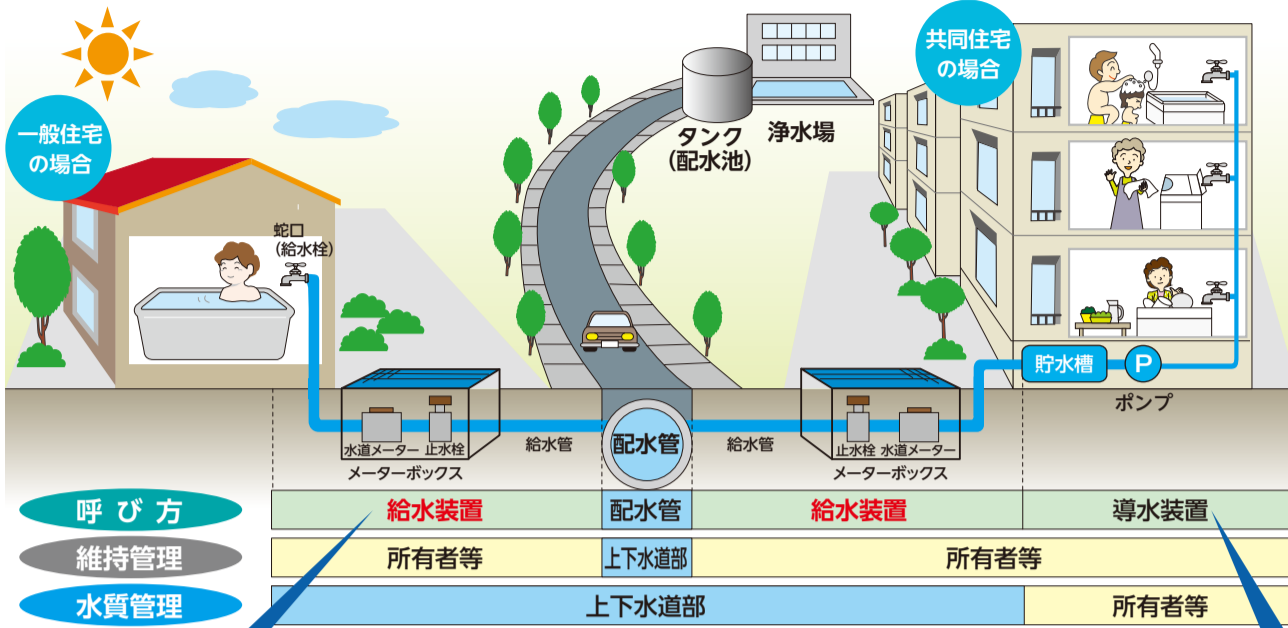 一般住宅
の場合
共同住宅
の場合
タンク
(配水池)
浄水場
蛇口
(給水栓)
貯水槽
P
ポンプ
水道メーター
止水栓
メーターボックス
給水管
配水管
給水管
止水栓
水道メーター
メーターボックス
呼び方
給水装置
配水管
給水装置
導水装置
維持管理
所有者等
上下水道部
所有者等
水質管理
上下水道部
所有者等